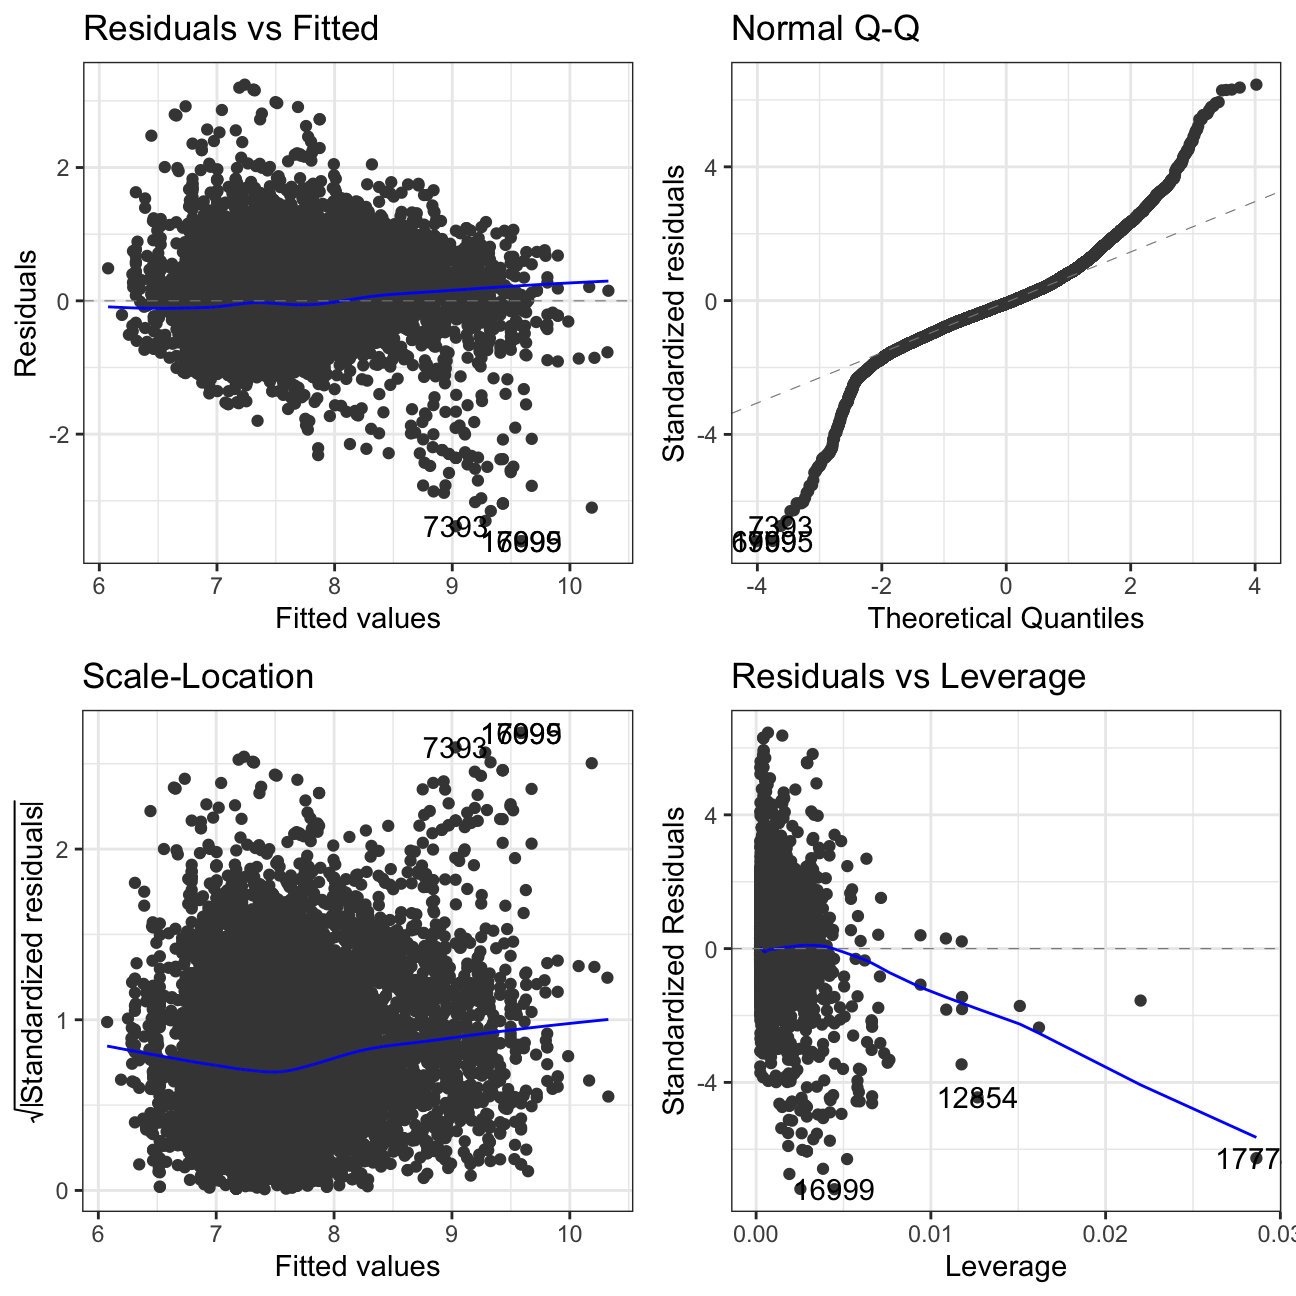 Residuals vs Fitted
Residuals
2
0
-2
6 7 8 9 10
Fitted values
7393
Normal Q-Q
Standardized residuals
4
0
-4
-4 -2 0 2 4
Theoretical Quantiles
7393
Scale-Location
√|Standardized residuals|
2
1
0
6 7 8 9 10
Fitted values
7393
Residuals vs Leverage
Standardized Residuals
4
0
-4
0.00 0.01 0.02 0.03
Leverage
12854
1777
16999